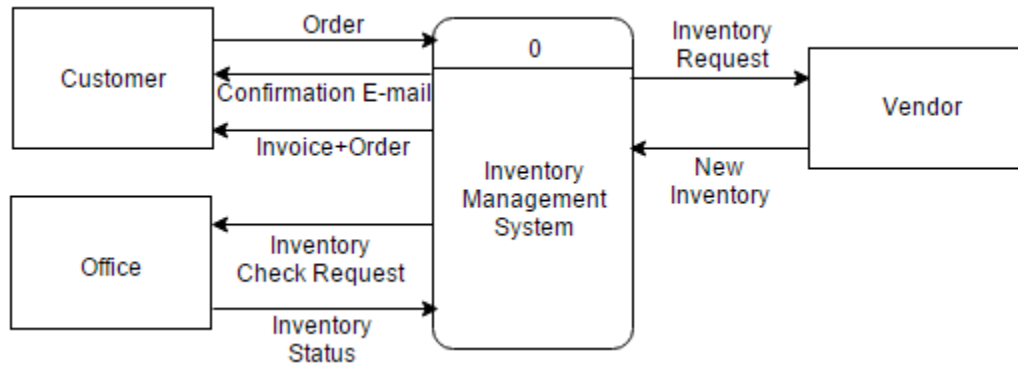 Order
Customer
Confirmation E-mail
Invoice+Order
Office
Inventory
Check Request
Inventory
Status
0
Inventory
Management
System
Inventory
Request
Vendor
New
Inventory